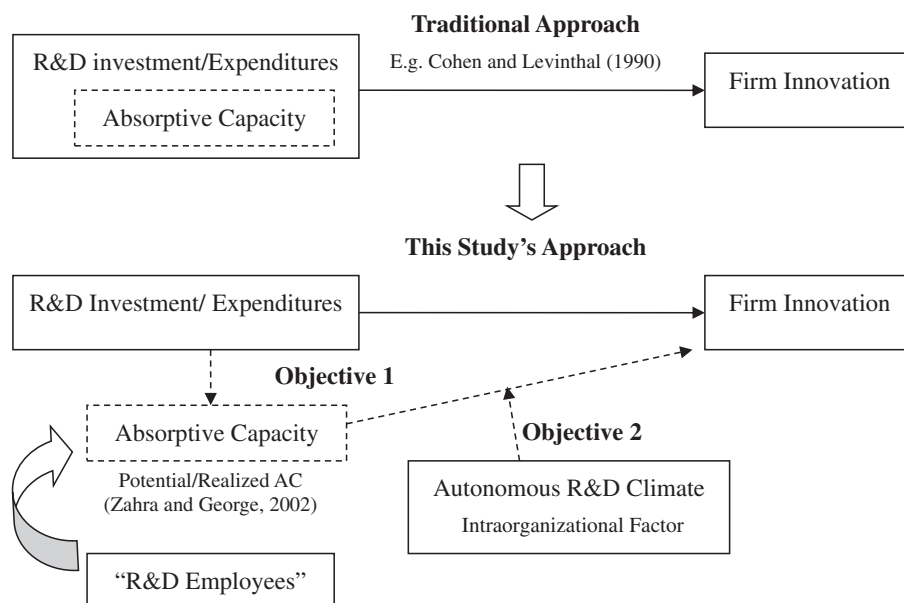 Traditional Approach
R&D investment/Expenditures
E.g. Cohen and Levinthal (1990)
Firm Innovation
Absorptive Capacity
This Study’s Approach
R&D Investment/ Expenditures
Firm Innovation
Objective 1
Absorptive Capacity
Objective 2
Potential/Realized AC
(Zahra and George, 2002)
Autonomous R&D Climate
Intraorganizational Factor
“R&D Employees”